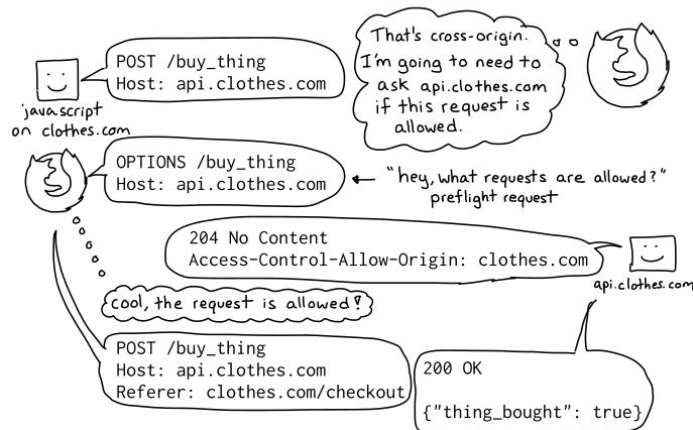 POST /buy_thing
Host: api.clothes.com
That's cross-origin.
I'm going to need to
ask api.clothes.com
if this request is
allowed.
javascript
on clothes.com
OPTIONS /buy_thing
Host: api.clothes.com
"hey, what requests are allowed?"
preflight request
204 No Content
Access-Control-Allow-Origin: clothes.com
api.clothes.com
cool, the request is allowed!
POST /buy_thing
Host: api.clothes.com
Referer: clothes.com/checkout
200 OK
{"thing_bought": true}